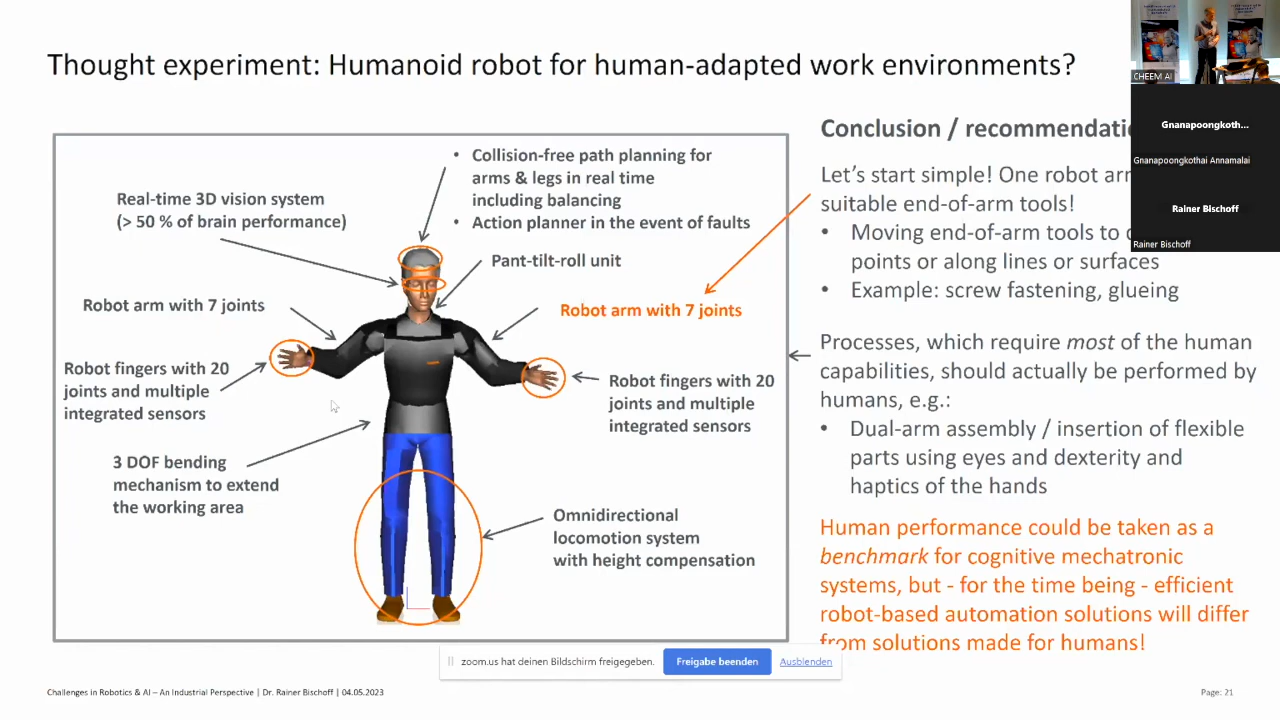 Thought experiment: Humanoid robot for human-adapted work environments?
• Collision-free path planning for
arms & legs in real time
including balancing
• Action planner in the event of faults
Real-time 3D vision system
(> 50 % of brain performance)
Pant-tilt-roll unit
Robot arm with 7 joints
Robot arm with 7 joints
Robot fingers with 20
joints and multiple
integrated sensors
Robot fingers with 20
joints and multiple
integrated sensors
3 DOF bending
mechanism to extend
the working area
Omnidirectional
locomotion system
with height compensation
Conclusion /
Let's start simple! One robot
suitable end-of-arm tools!
• Moving end-of-arm tools to
points or along lines or surfaces
• Example: screw fastening, glueing
Processes, which require most of the human
capabilities, should actually be performed by
humans, e.g.:
• Dual-arm assembly / insertion of flexible
parts using eyes and dexterity and
haptics of the hands
Human performance could be taken as a
benchmark for cognitive mechatronic
systems, but - for the time being - efficient
robot-based automation solutions will differ
from solutions made for humans!
CHEEM AI
Gnanapoongkoth...
Gnanapoongkothai Annamalai
Rainer Bischoff
Rainer Bischoff
zoom.us hat deinen Bildschirm freigegeben.
Freigabe beenden
Ausblenden
Challenges in Robotics & AI – An Industrial Perspective | Dr. Rainer Bischoff | 04.05.2023
Page: 21